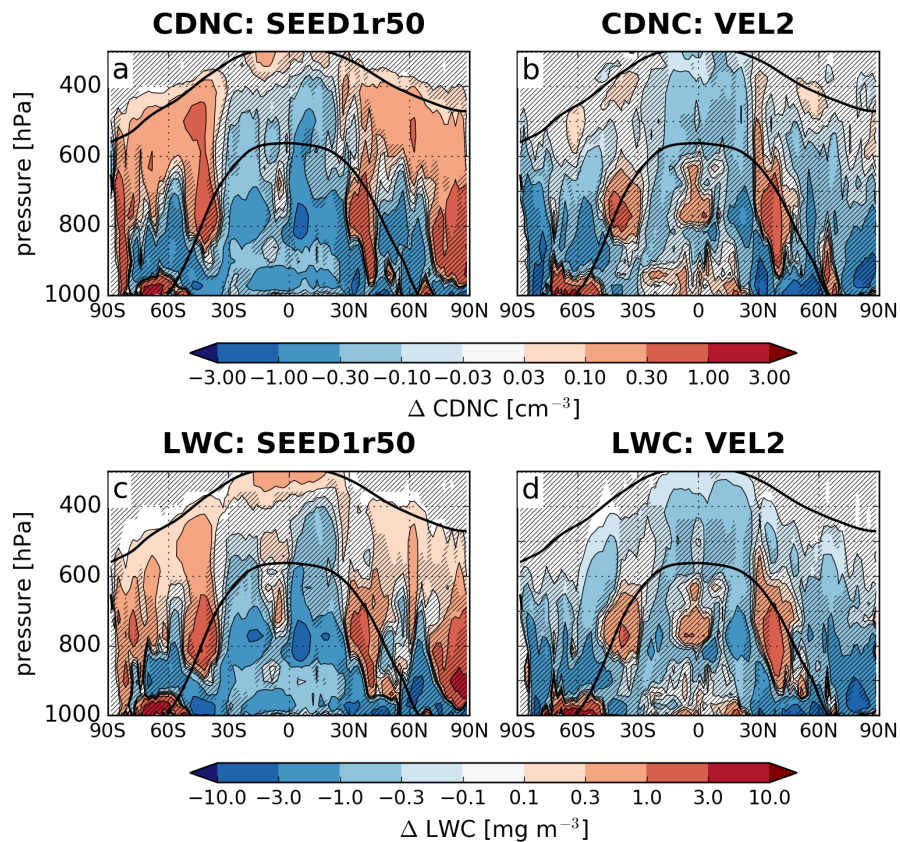 CDNC: SEED1r50 CDNC: VEL2
a b
400
600
800
1000
pressure [hPa]
90S 60S 30S 0 30N 60N 90N 90S 60S 30S 0 30N 60N 90N
−3.00 −1.00 −0.30 −0.10 −0.03 0.03 0.10 0.30 1.00 3.00
Δ CDNC [cm⁻³]
LWC: SEED1r50 LWC: VEL2
c d
400
600
800
1000
pressure [hPa]
90S 60S 30S 0 30N 60N 90N 90S 60S 30S 0 30N 60N 90N
−10.0 −3.0 −1.0 −0.3 −0.1 0.1 0.3 1.0 3.0 10.0
Δ LWC [mg m⁻³]